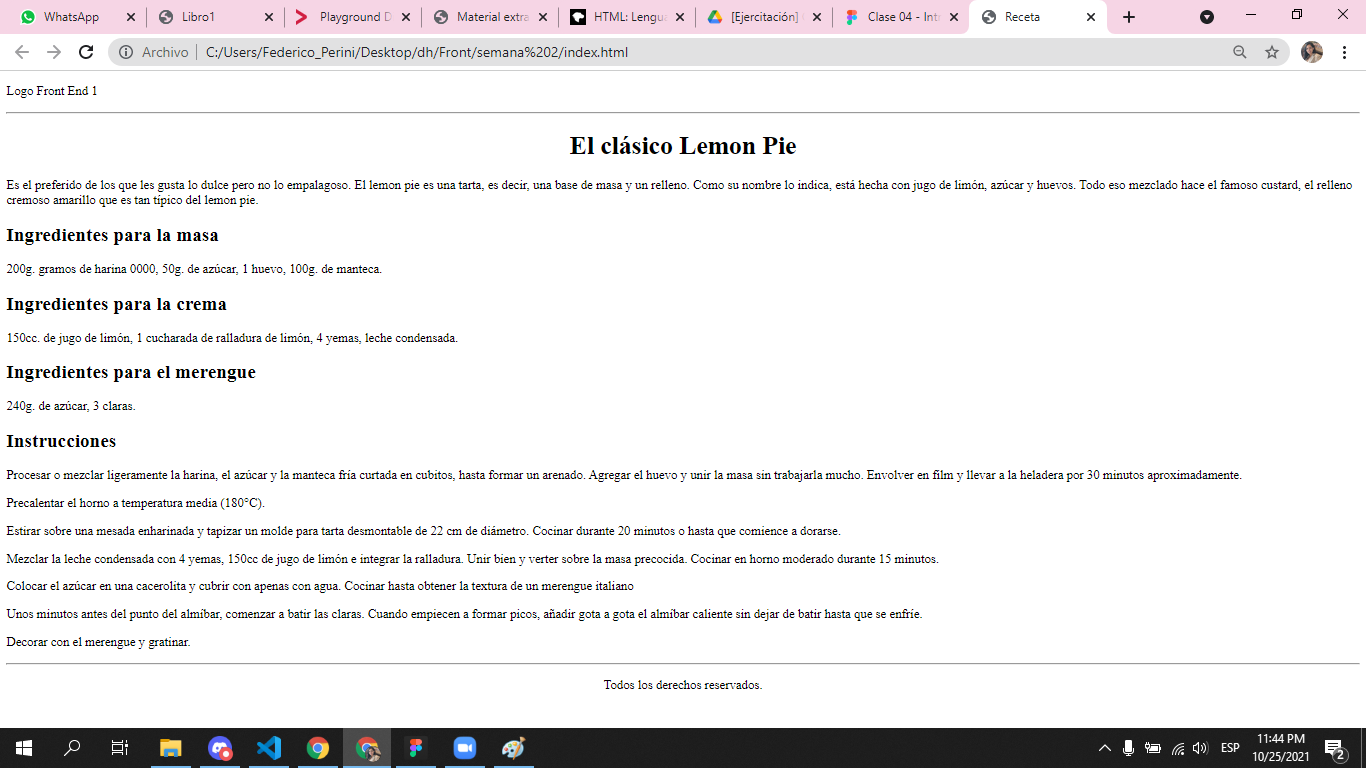 WhatsApp
Libro1
Playground D
Material extra
HTML: Lengua
[Ejercitación]
Clase 04 - Int
Receta
Archivo
C:/Users/Federico_Perini/Desktop/dh/Front/semana%202/index.html
Logo Front End 1
El clásico Lemon Pie
Es el preferido de los que les gusta lo dulce pero no lo empalagoso. El lemon pie es una tarta, es decir, una base de masa y un relleno. Como su nombre lo indica, está hecha con jugo de limón, azúcar y huevos. Todo eso mezclado hace el famoso custard, el relleno
cremoso amarillo que es tan típico del lemon pie.
Ingredientes para la masa
200g. gramos de harina 0000, 50g. de azúcar, 1 huevo, 100g. de manteca.
Ingredientes para la crema
150cc. de jugo de limón, 1 cucharada de ralladura de limón, 4 yemas, leche condensada.
Ingredientes para el merengue
240g. de azúcar, 3 claras.
Instrucciones
Procesar o mezclar ligeramente la harina, el azúcar y la manteca fría curtada en cubitos, hasta formar un arenado. Agregar el huevo y unir la masa sin trabajarla mucho. Envolver en film y llevar a la heladera por 30 minutos aproximadamente.
Precalentar el horno a temperatura media (180°C).
Estirar sobre una mesada enharinada y tapizar un molde para tarta desmontable de 22 cm de diámetro. Cocinar durante 20 minutos o hasta que comience a dorarse.
Mezclar la leche condensada con 4 yemas, 150cc de jugo de limón e integrar la ralladura. Unir bien y verter sobre la masa precocida. Cocinar en horno moderado durante 15 minutos.
Colocar el azúcar en una cacerolita y cubrir con apenas con agua. Cocinar hasta obtener la textura de un merengue italiano
Unos minutos antes del punto del almíbar, comenzar a batir las claras. Cuando empiecen a formar picos, añadir gota a gota el almíbar caliente sin dejar de batir hasta que se enfríe.
Decorar con el merengue y gratinar.
Todos los derechos reservados.
ESP
11:44 PM
10/25/2021
2